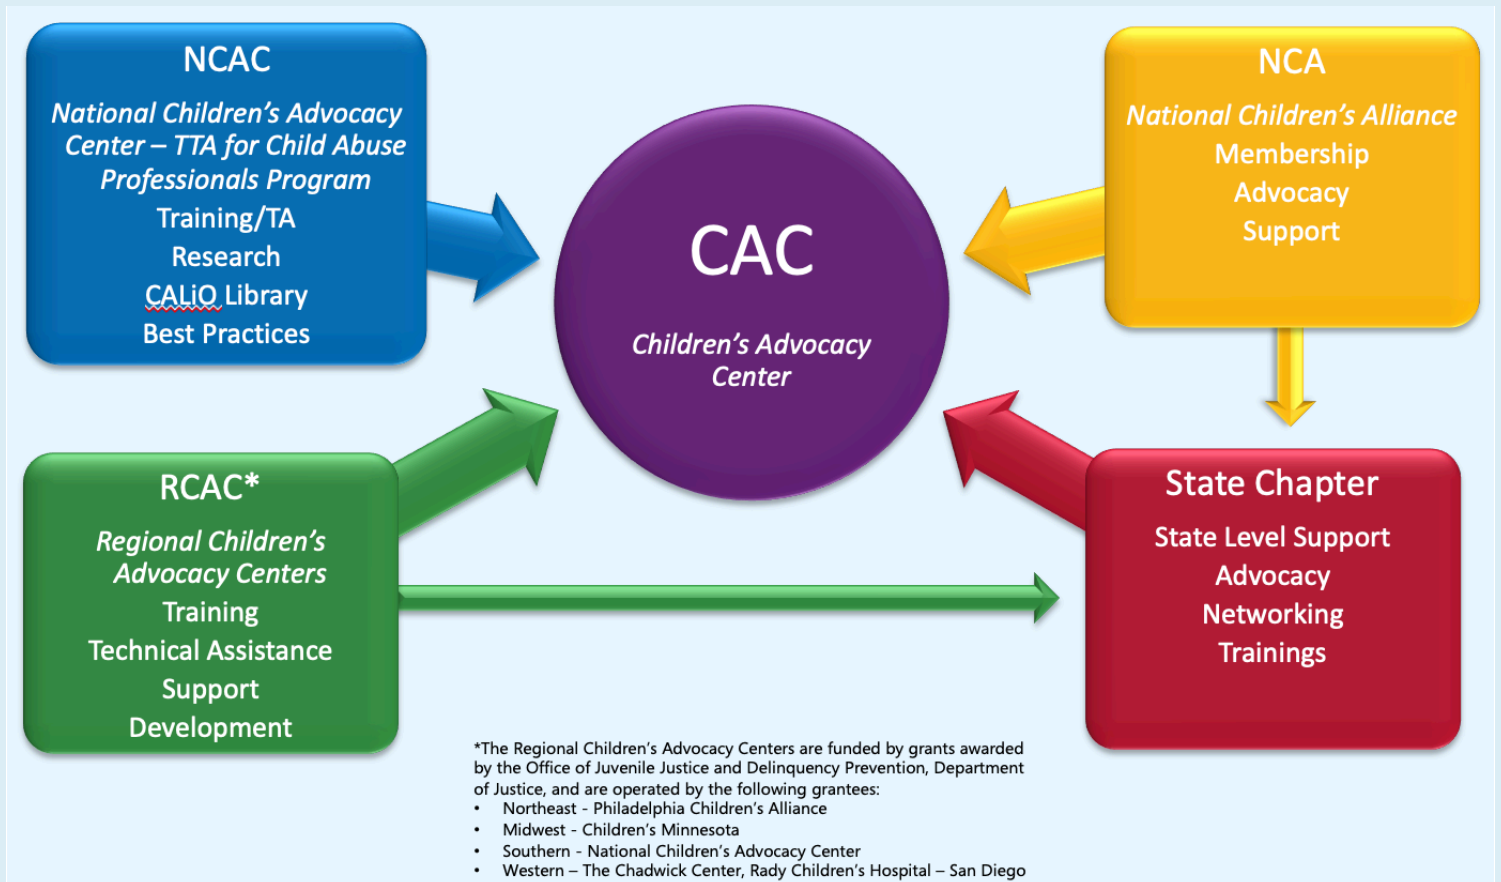 NCAC
National Children’s Advocacy
Center – TTA for Child Abuse
Professionals Program
Training/TA
Research
CALiO Library
Best Practices
CAC
Children’s Advocacy
Center
NCA
National Children’s Alliance
Membership
Advocacy
Support
RCAC*
Regional Children’s
Advocacy Centers
Training
Technical Assistance
Support
Development
State Chapter
State Level Support
Advocacy
Networking
Trainings
*The Regional Children’s Advocacy Centers are funded by grants awarded
by the Office of Juvenile Justice and Delinquency Prevention, Department
of Justice, and are operated by the following grantees:
• Northeast - Philadelphia Children’s Alliance
• Midwest - Children’s Minnesota
• Southern - National Children’s Advocacy Center
• Western – The Chadwick Center, Rady Children’s Hospital – San Diego